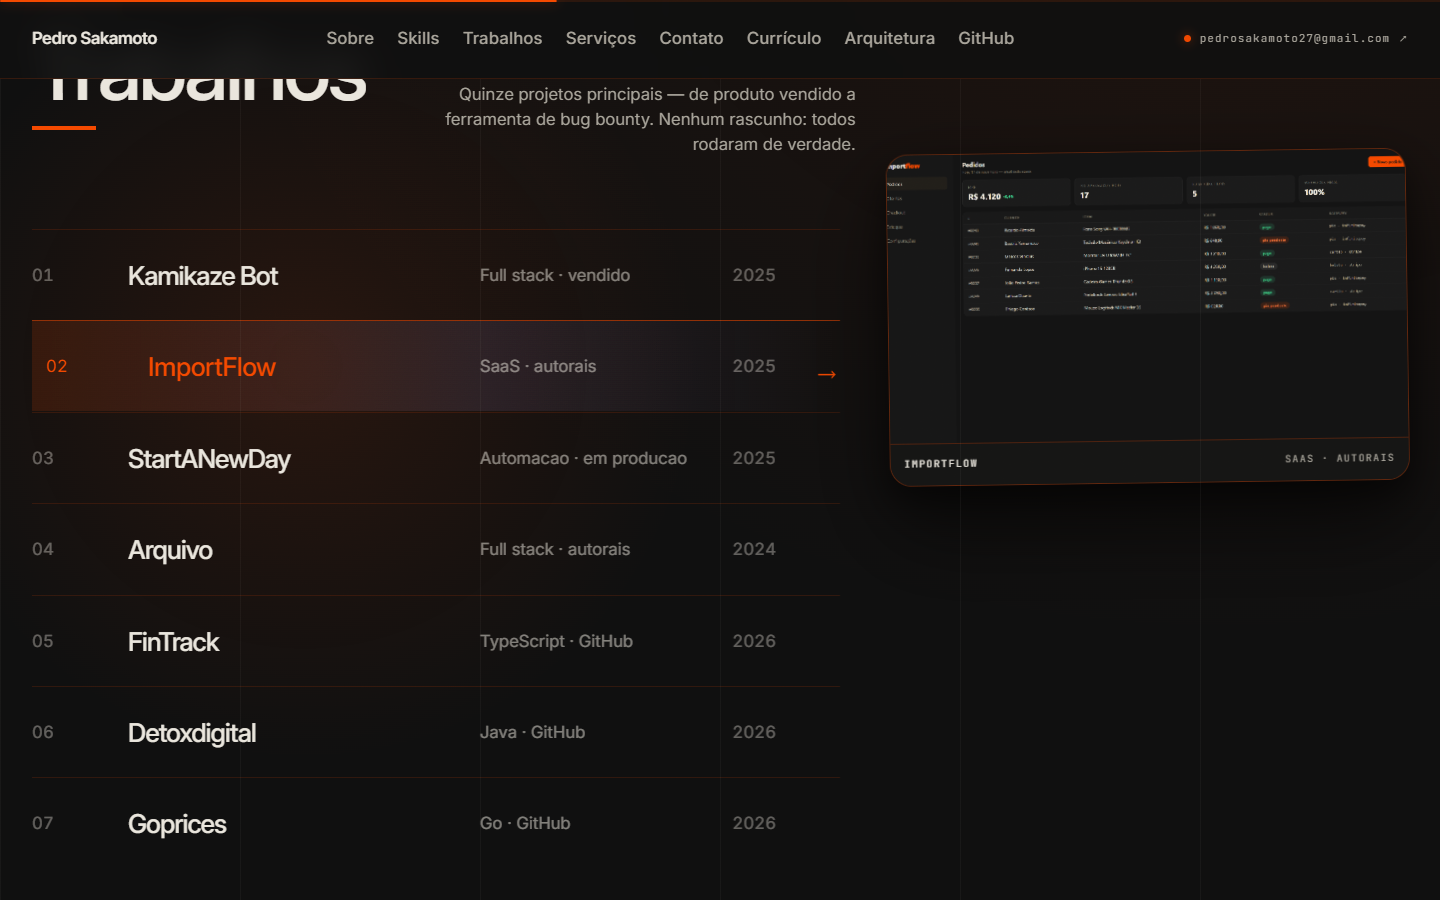 Pedro Sakamoto
Sobre Skills Trabalhos Serviços Contato Currículo Arquitetura GitHub
pedrosakamoto27@gmail.com ↗
Trabalhos
Quinze projetos principais — de produto vendido a
ferramenta de bug bounty. Nenhum rascunho: todos
rodaram de verdade.
01 Kamikaze Bot Full stack · vendido 2025
02 ImportFlow SaaS · autorais 2025 →
03 StartANewDay Automacao · em producao 2025
04 Arquivo Full stack · autorais 2024
05 FinTrack TypeScript · GitHub 2026
06 Detoxdigital Java · GitHub 2026
07 Goprices Go · GitHub 2026
Pedidos
R$ 4.120
17
5
100%
IMPORTFLOW
SAAS · AUTORAIS